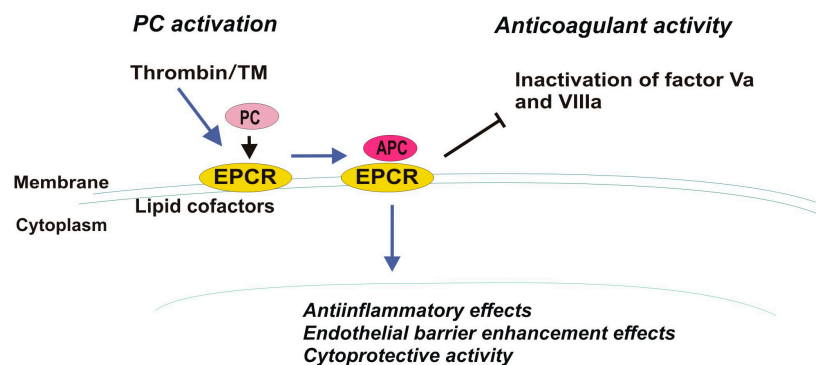 PC activation
Anticoagulant activity
Thrombin/TM
Inactivation of factor Va
and VIIIa
PC
APC
EPCR
EPCR
Membrane
Lipid cofactors
Cytoplasm
Antiinflammatory effects
Endothelial barrier enhancement effects
Cytoprotective activity